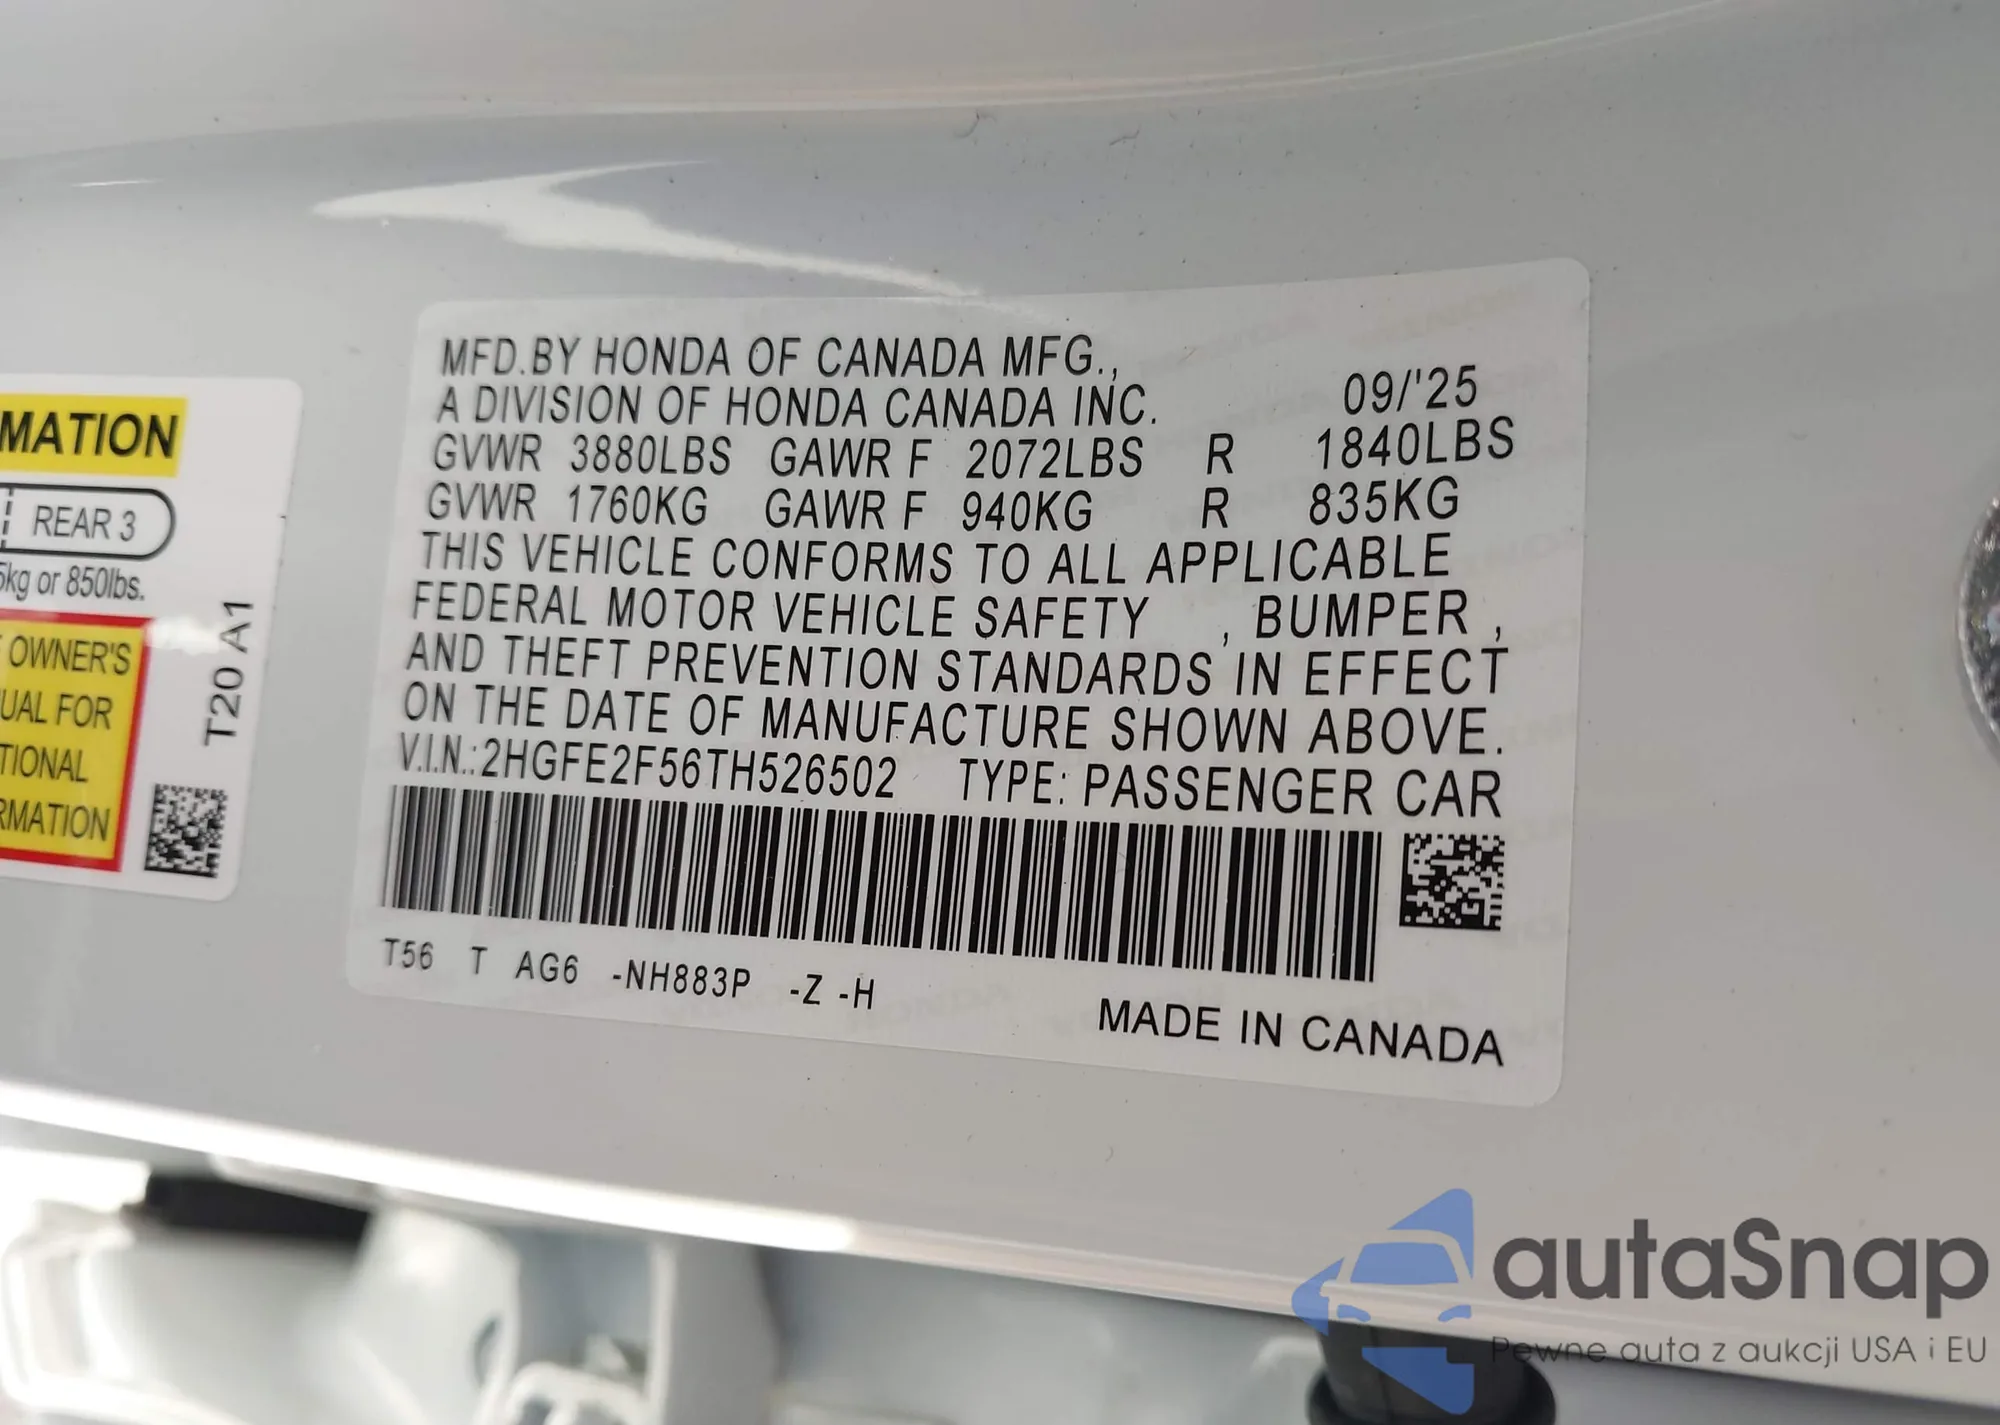 MFD.BY HONDA OF CANADA MFG.,
A DIVISION OF HONDA CANADA INC. 09/'25
GVWR 3880LBS GAWR F 2072LBS R 1840LBS
GVWR 1760KG GAWR F 940KG R 835KG
THIS VEHICLE CONFORMS TO ALL APPLICABLE
FEDERAL MOTOR VEHICLE SAFETY , BUMPER ,
AND THEFT PREVENTION STANDARDS IN EFFECT
ON THE DATE OF MANUFACTURE SHOWN ABOVE.
V.I.N.:2HGFE2F56TH526502 TYPE: PASSENGER CAR
T56 T AG6 -NH883P -Z -H
MADE IN CANADA
MATION
REAR 3
5kg or 850lbs.
OWNER'S
UAL FOR
TIONAL
RMATION
T20 A1
autaSnap
Pewne auta z aukcji USA i EU